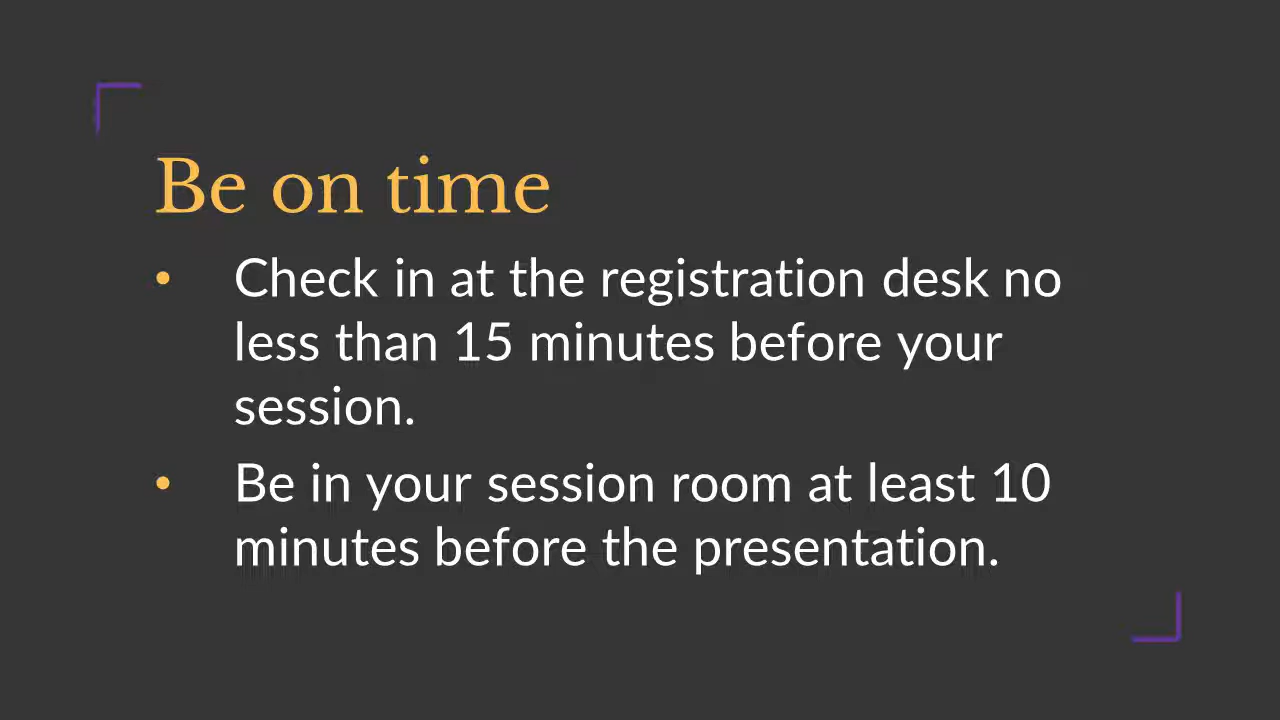 Be on time
• Check in at the registration desk no
less than 15 minutes before your
session.
• Be in your session room at least 10
minutes before the presentation.